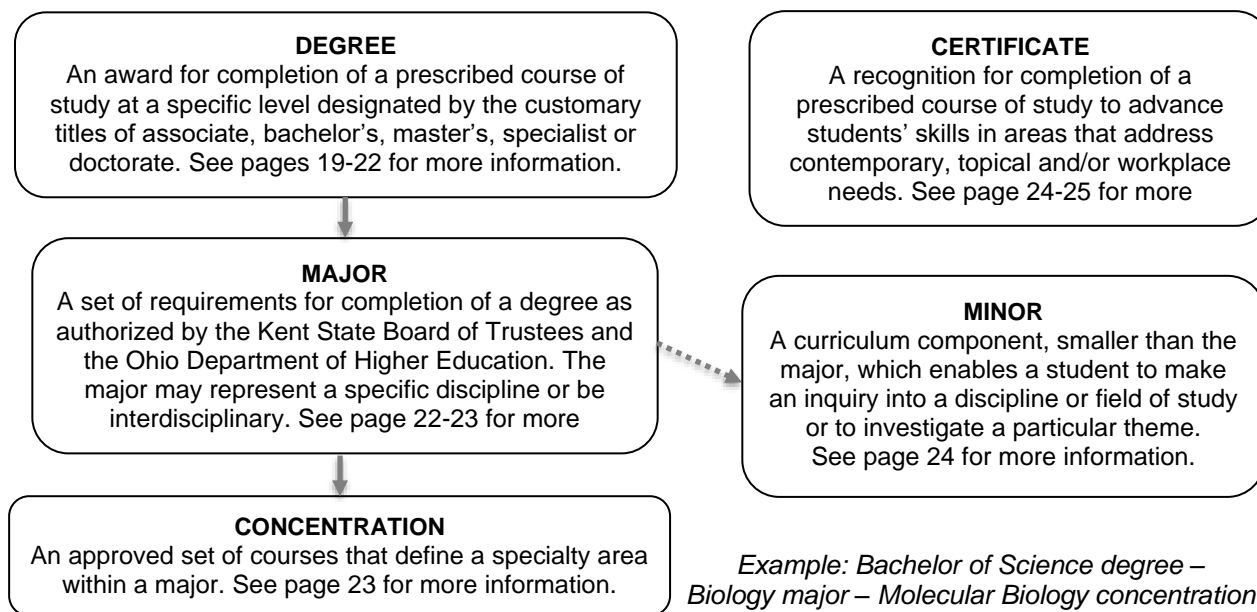 DEGREE
An award for completion of a prescribed course of
study at a specific level designated by the customary
titles of associate, bachelor’s, master’s, specialist or
doctorate. See pages 19-22 for more information.
CERTIFICATE
A recognition for completion of a
prescribed course of study to advance
students’ skills in areas that address
contemporary, topical and/or workplace
needs. See page 24-25 for more
MAJOR
A set of requirements for completion of a degree as
authorized by the Kent State Board of Trustees and
the Ohio Department of Higher Education. The
major may represent a specific discipline or be
interdisciplinary. See page 22-23 for more
MINOR
A curriculum component, smaller than the
major, which enables a student to make
an inquiry into a discipline or field of study
or to investigate a particular theme.
See page 24 for more information.
CONCENTRATION
An approved set of courses that define a specialty area
within a major. See page 23 for more information.
Example: Bachelor of Science degree –
Biology major – Molecular Biology concentration